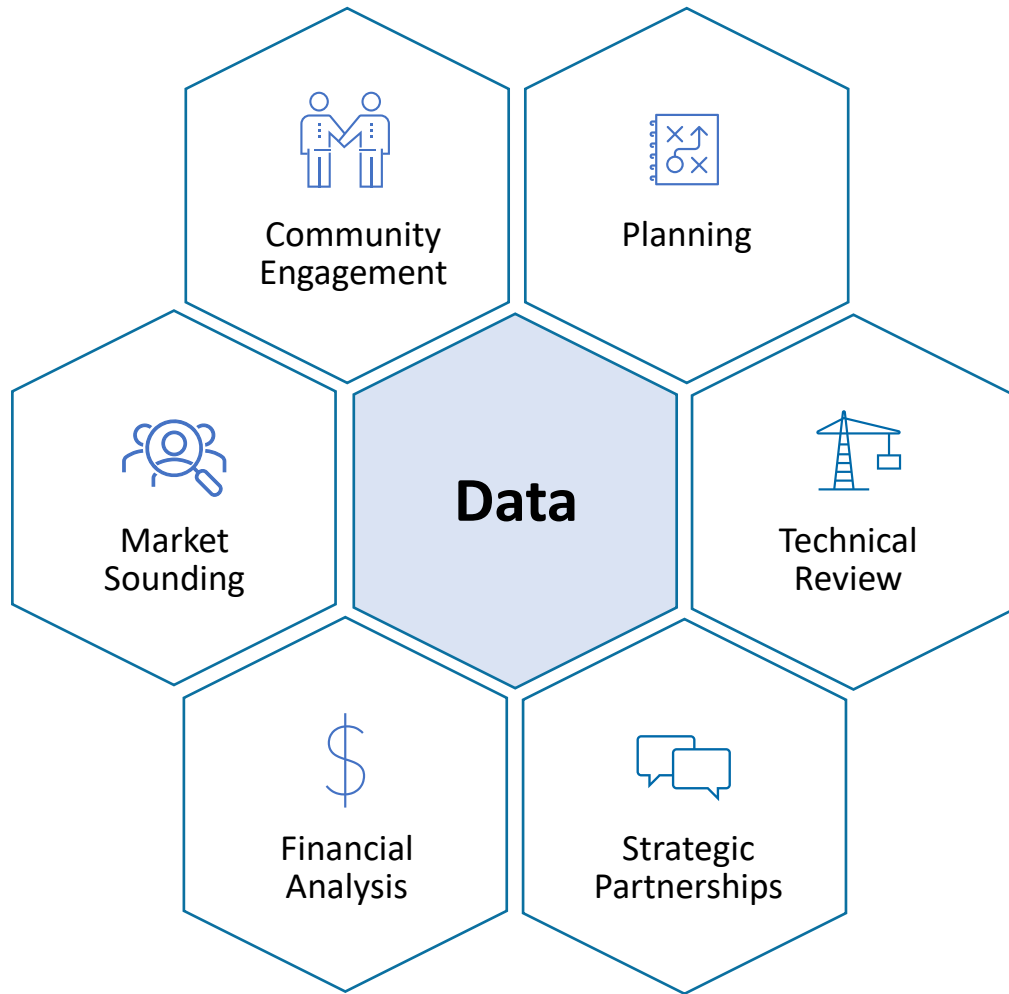 Community
Engagement
Planning
Market
Sounding
Data
Technical
Review
Financial
Analysis
Strategic
Partnerships